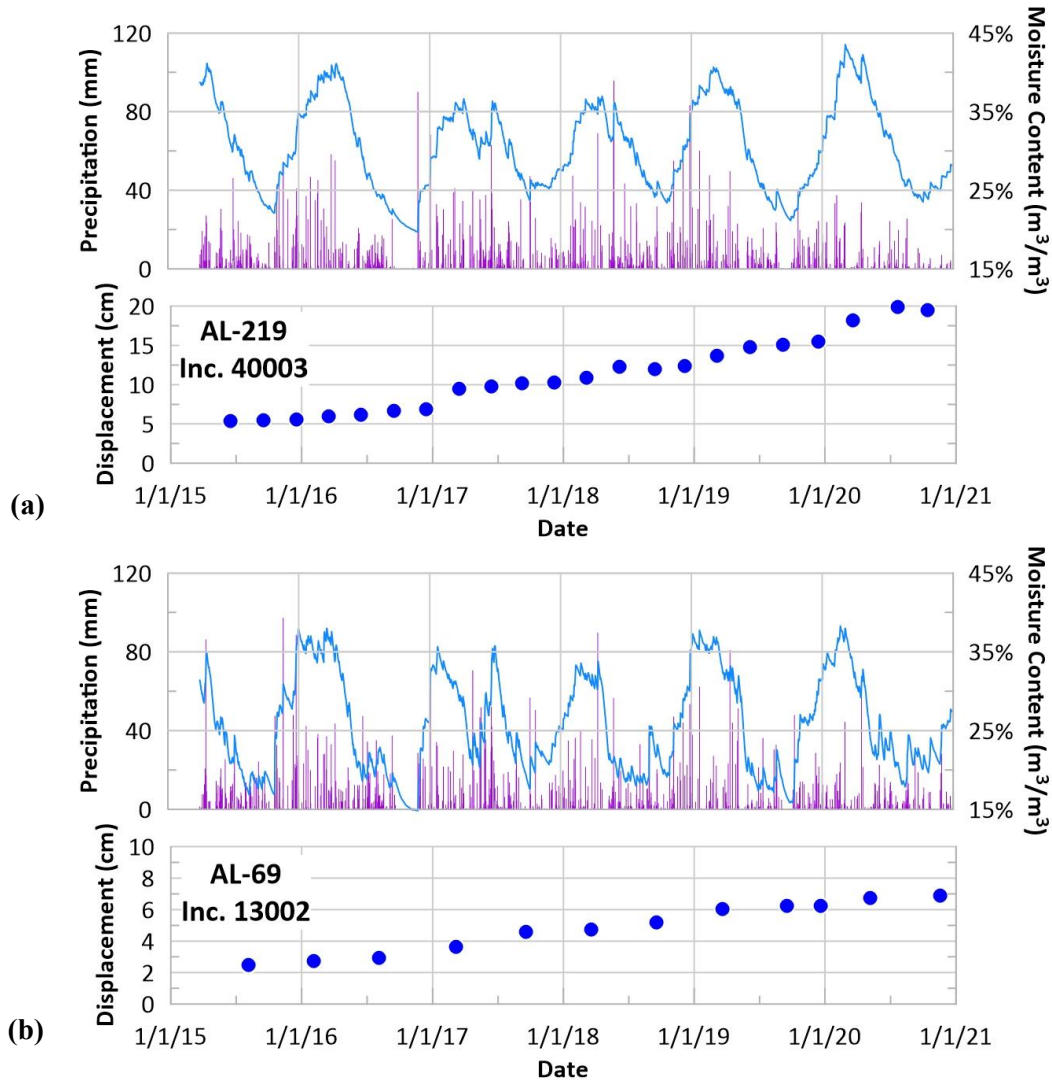 Precipitation (mm)
120
80
40
0
45%
35%
25%
15%
Moisture Content (m³/m³)
Displacement (cm)
20
15
10
5
0
AL-219
Inc. 40003
1/1/15 1/1/16 1/1/17 1/1/18 1/1/19 1/1/20 1/1/21
Date
(a)
Precipitation (mm)
120
80
40
0
45%
35%
25%
15%
Moisture Content (m³/m³)
Displacement (cm)
10
8
6
4
2
0
AL-69
Inc. 13002
1/1/15 1/1/16 1/1/17 1/1/18 1/1/19 1/1/20 1/1/21
Date
(b)